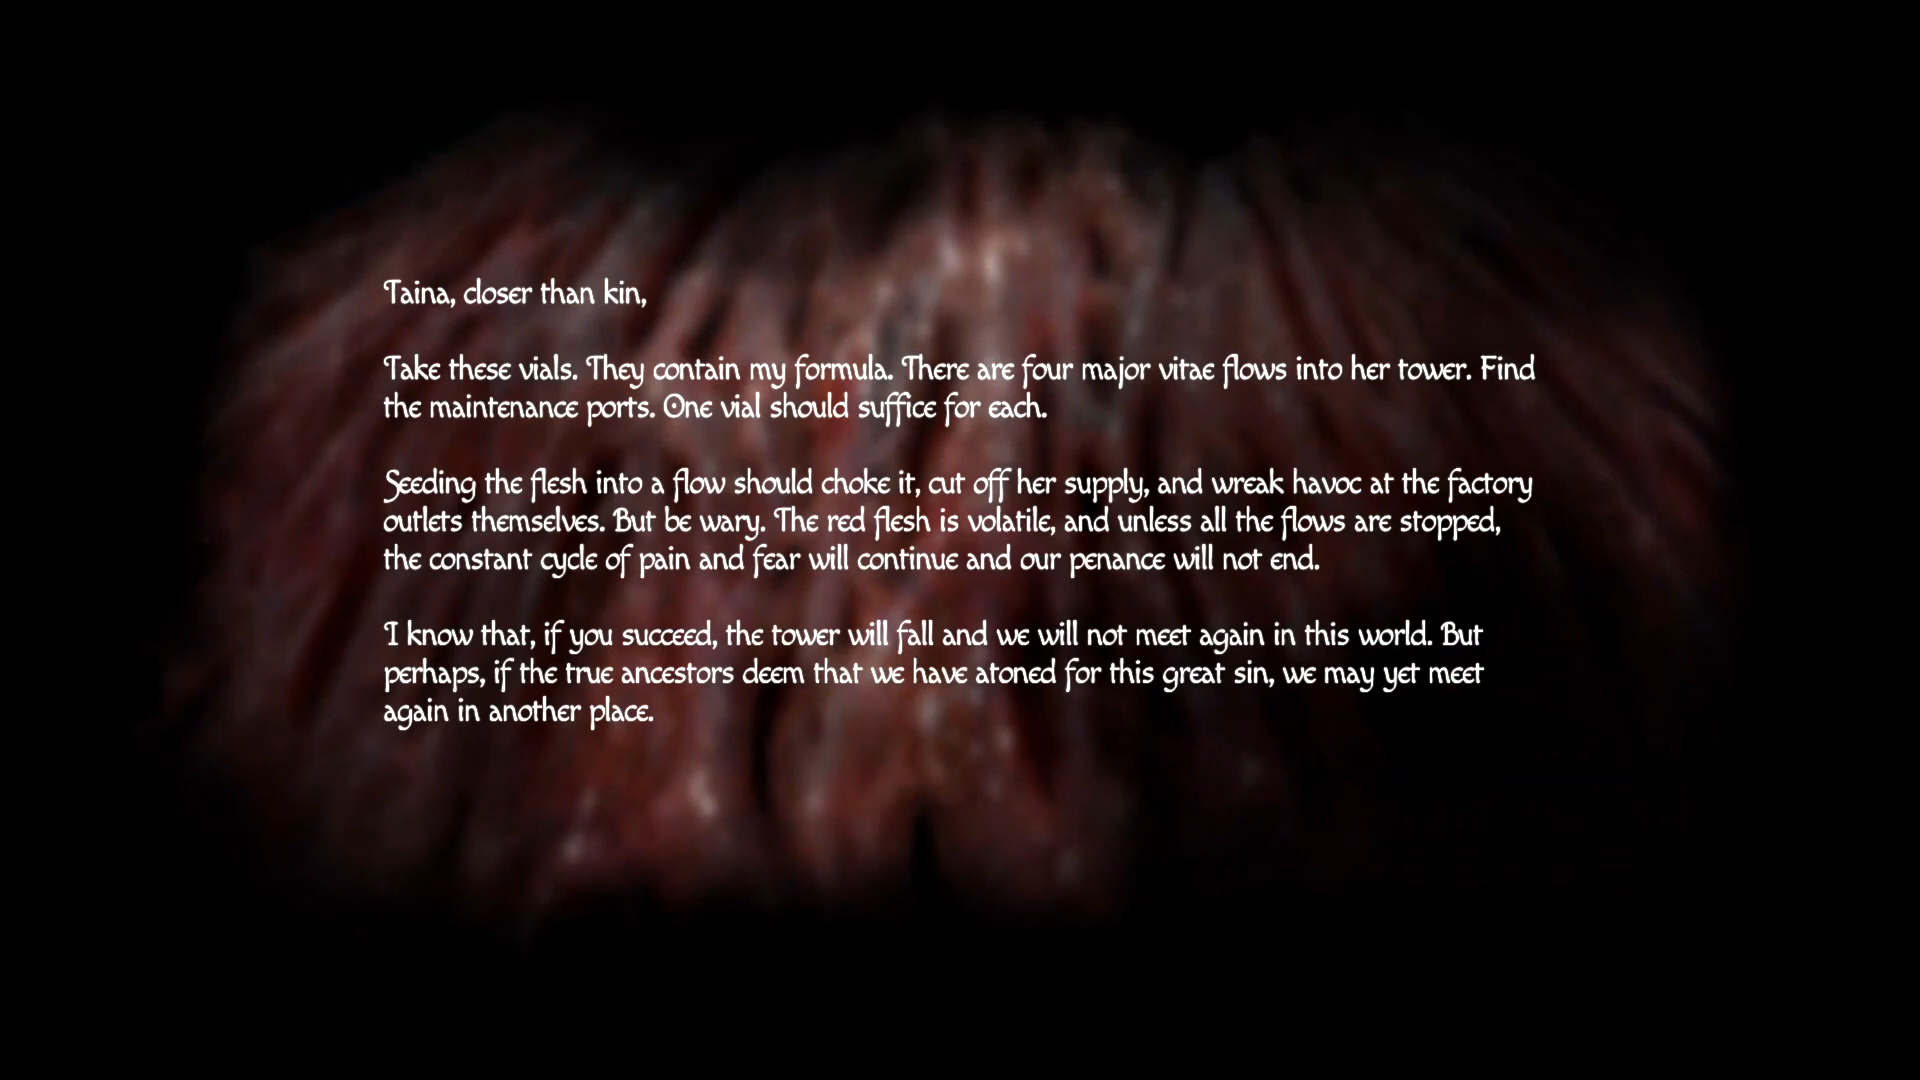 Taina, closer than kin,
Take these vials. They contain my formula. There are four major vitae flows into her tower. Find
the maintenance ports. One vial should suffice for each.
Seeding the flesh into a flow should choke it, cut off her supply, and wreak havoc at the factory
outlets themselves. But be wary. The red flesh is volatile, and unless all the flows are stopped,
the constant cycle of pain and fear will continue and our penance will not end.
I know that, if you succeed, the tower will fall and we will not meet again in this world. But
perhaps, if the true ancestors deem that we have atoned for this great sin, we may yet meet
again in another place.